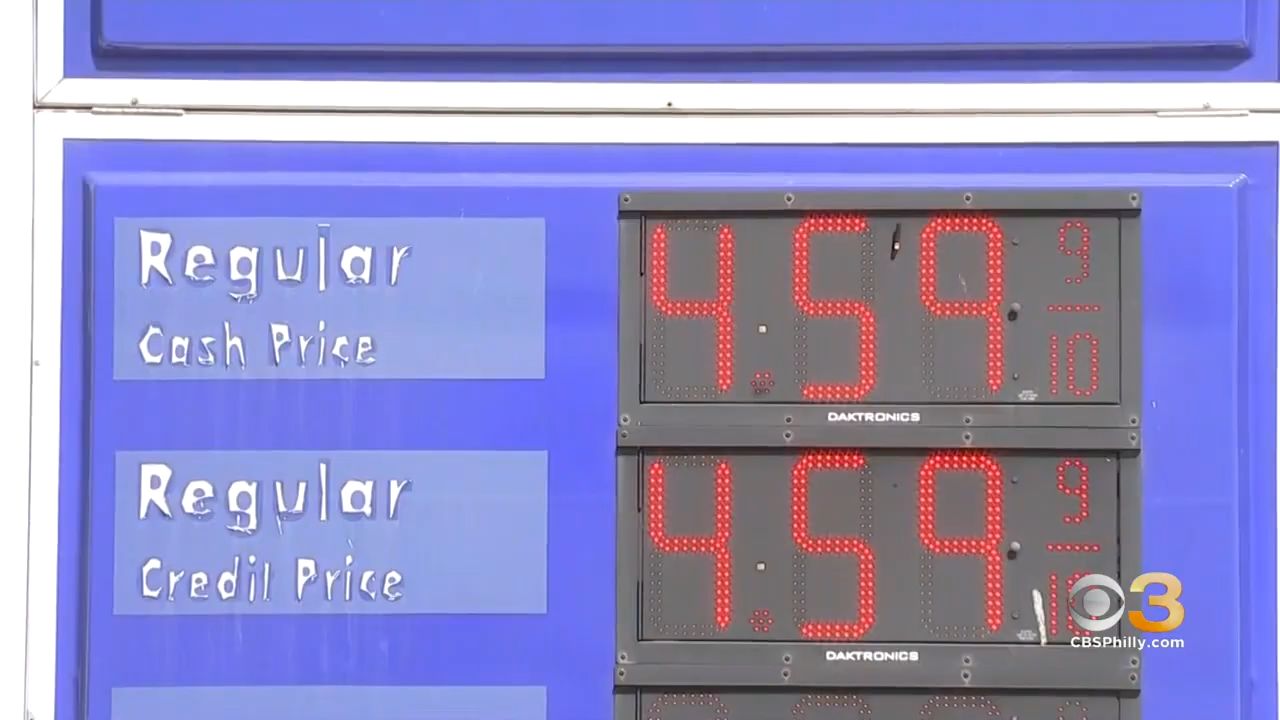 Regular
Cash Price
4.59 9/10
DAKTRONICS
Regular
Credit Price
4.59 9/10
DAKTRONICS
3
CBSPhilly.com